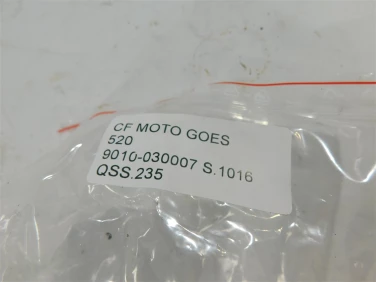 CF MOTO GOES
520
9010-030007 S.1016
QSS.235